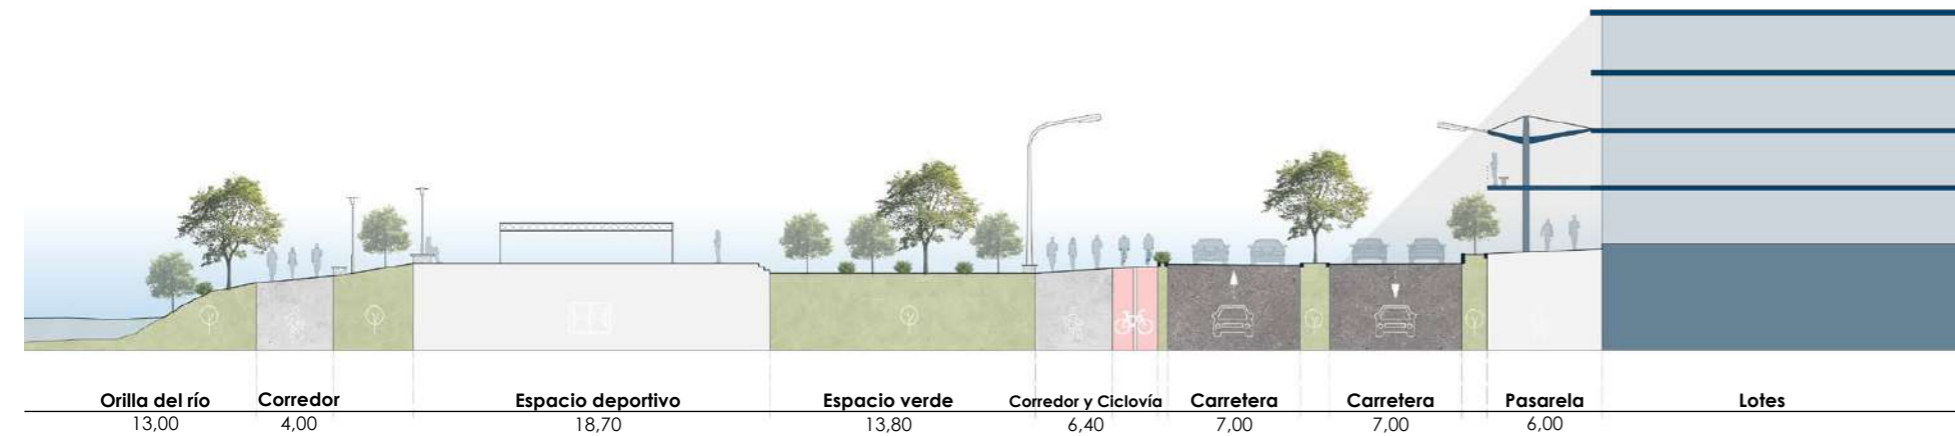 Orilla del río Corredor Espacio deportivo Espacio verde Corredor y Ciclovía Carretera Carretera Pasarela Lotes
13,00 4,00 18,70 13,80 6,40 7,00 7,00 6,00